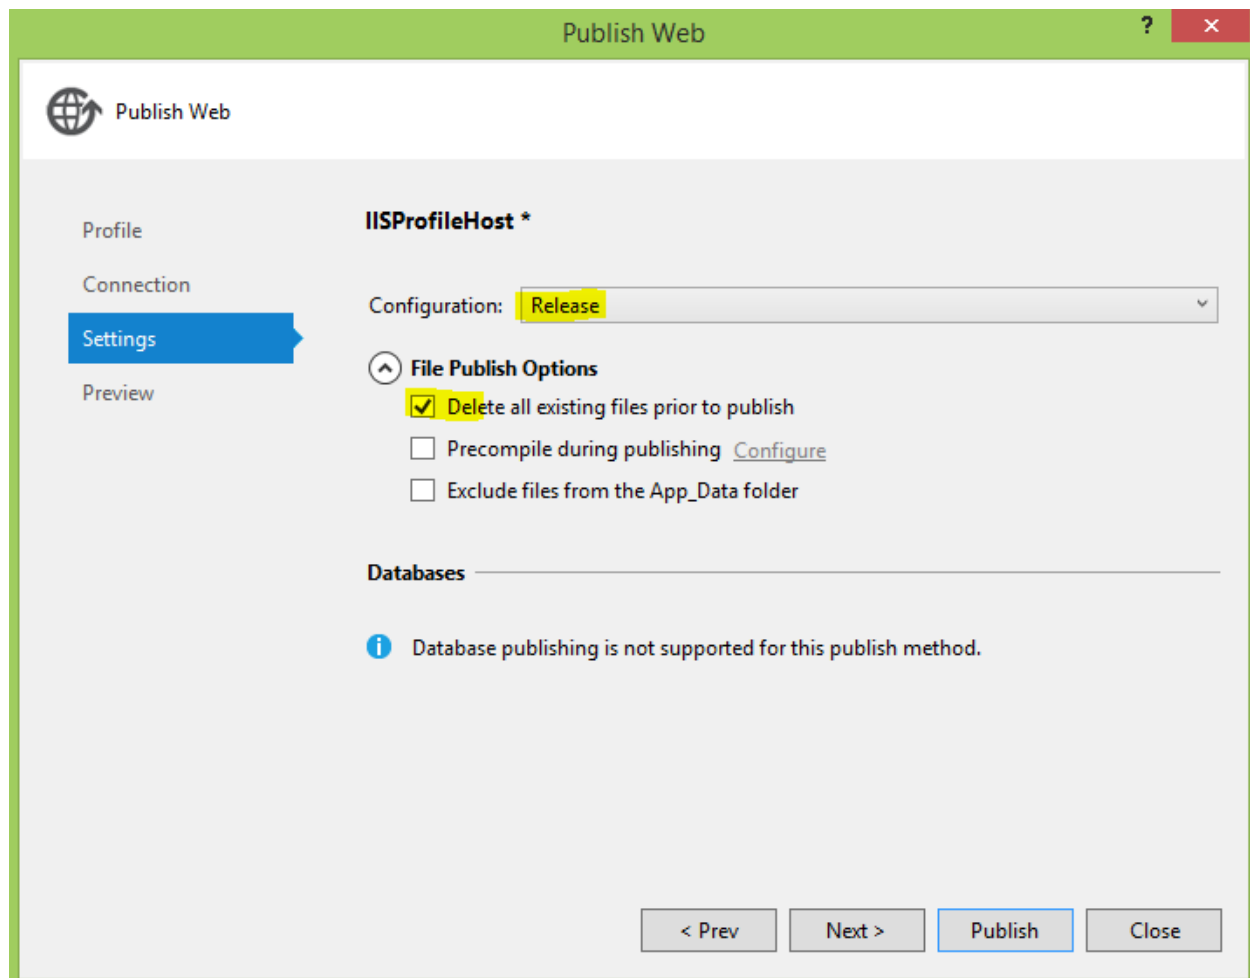 Publish Web
?
Publish Web
Profile
Connection
Settings
Preview
IISProfileHost *
Configuration: Release
File Publish Options
Delete all existing files prior to publish
Precompile during publishing Configure
Exclude files from the App_Data folder
Databases
Database publishing is not supported for this publish method.
< Prev Next > Publish Close